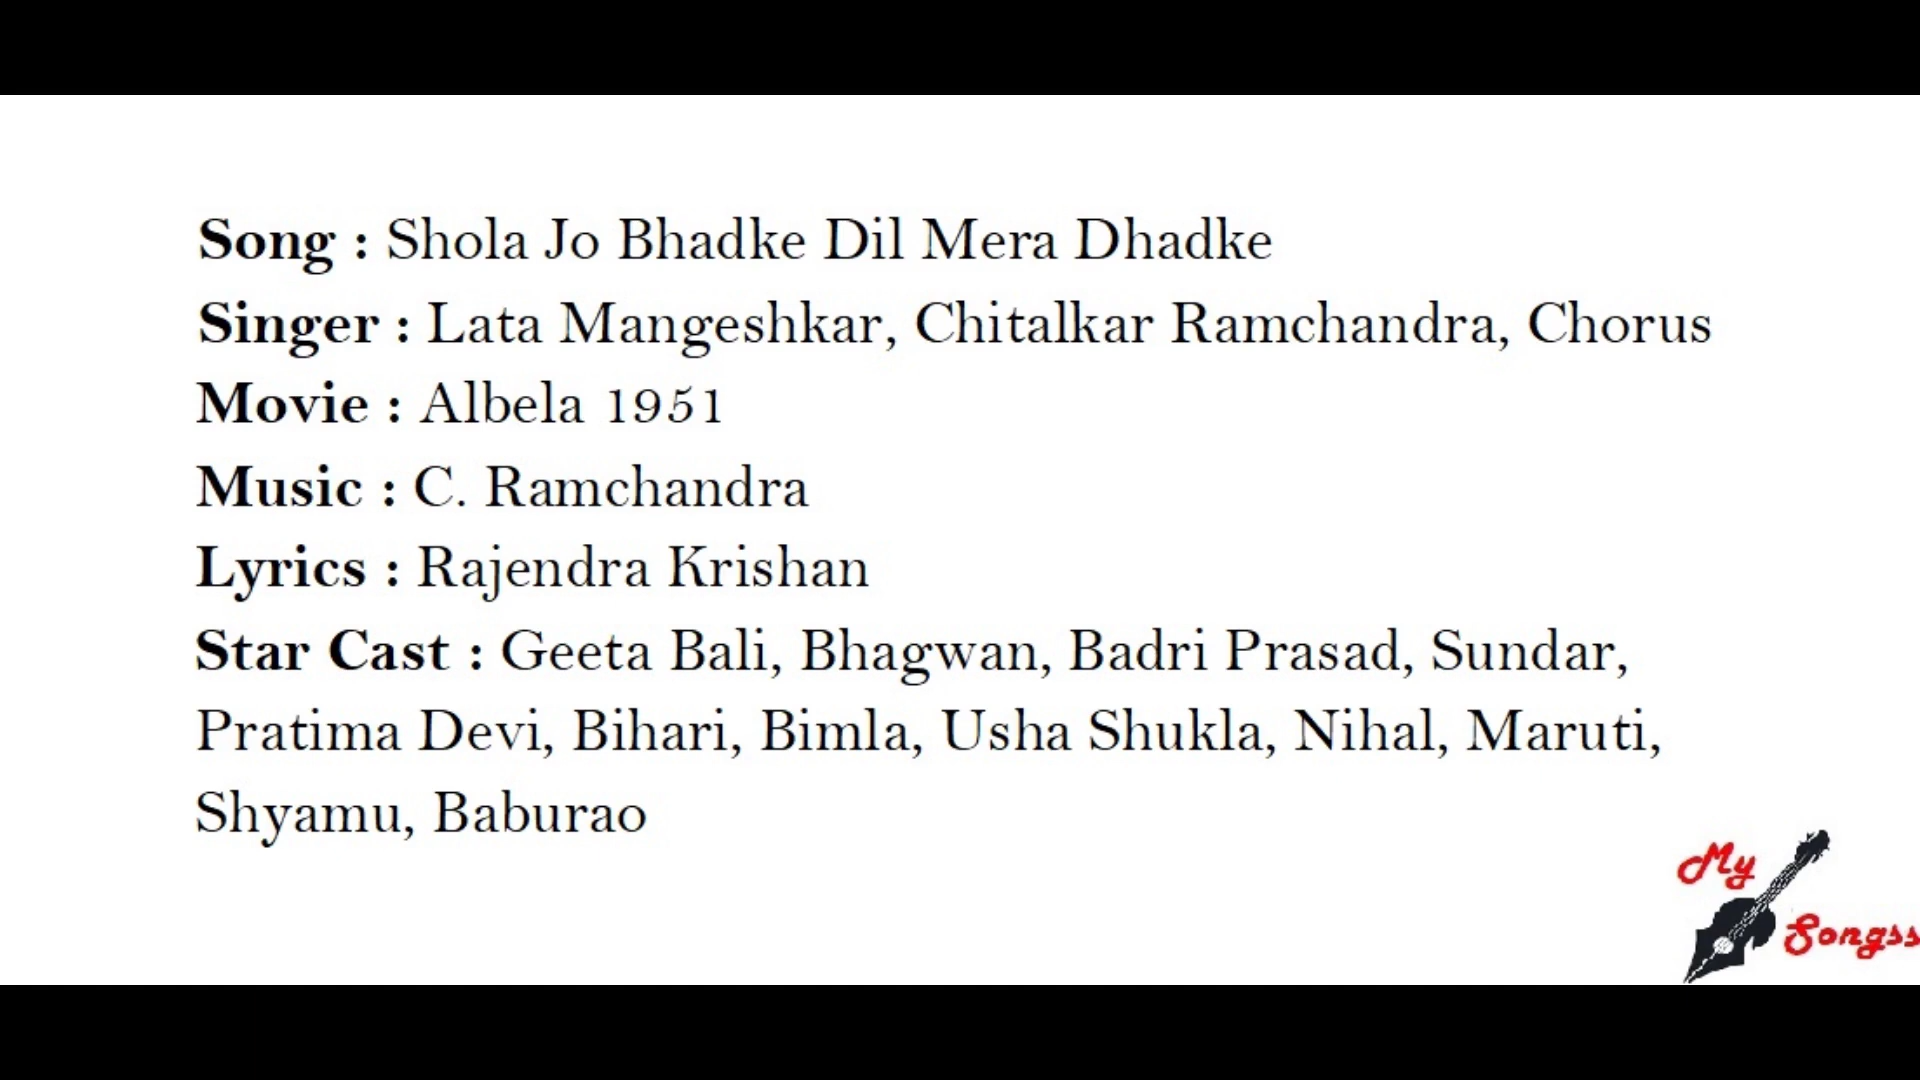 Song : Shola Jo Bhadke Dil Mera Dhadke
Singer : Lata Mangeshkar, Chitalkar Ramchandra, Chorus
Movie : Albela 1951
Music : C. Ramchandra
Lyrics : Rajendra Krishan
Star Cast : Geeta Bali, Bhagwan, Badri Prasad, Sundar,
Pratima Devi, Bihari, Bimla, Usha Shukla, Nihal, Maruti,
Shyamu, Baburao
My
Songss